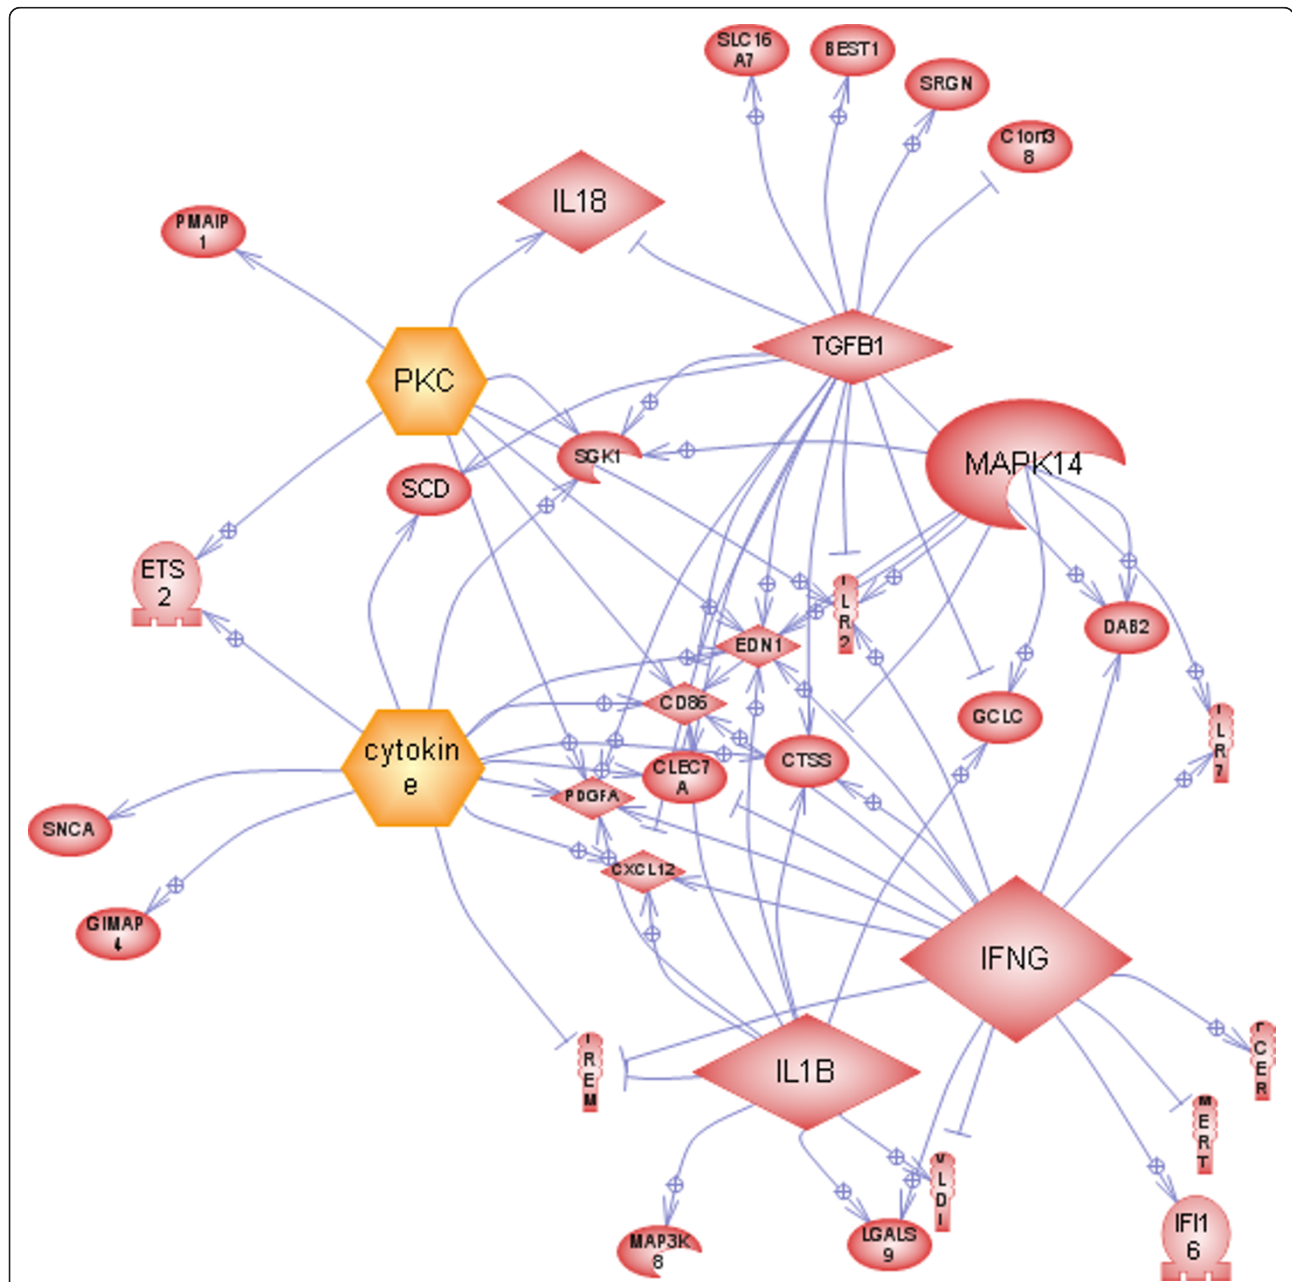 SLC16
A7
BEST1
SRGN
C1orf3
8
IL18
PMAIP
1
TGFB1
PKC
MAPK14
SGK1
SCD
ETS
2
I
L
R
2
DAB2
EDN1
CD86
GCLC
L
R
7
cytokin
e
CTSS
CLEC7
A
PDGFA
SNCA
CXCL12
GIMAP
4
IFNG
R
E
M
IL1B
C
E
R
M
E
R
T
V
L
D
L
MAP3K
8
LGALS
9
IFI1
6